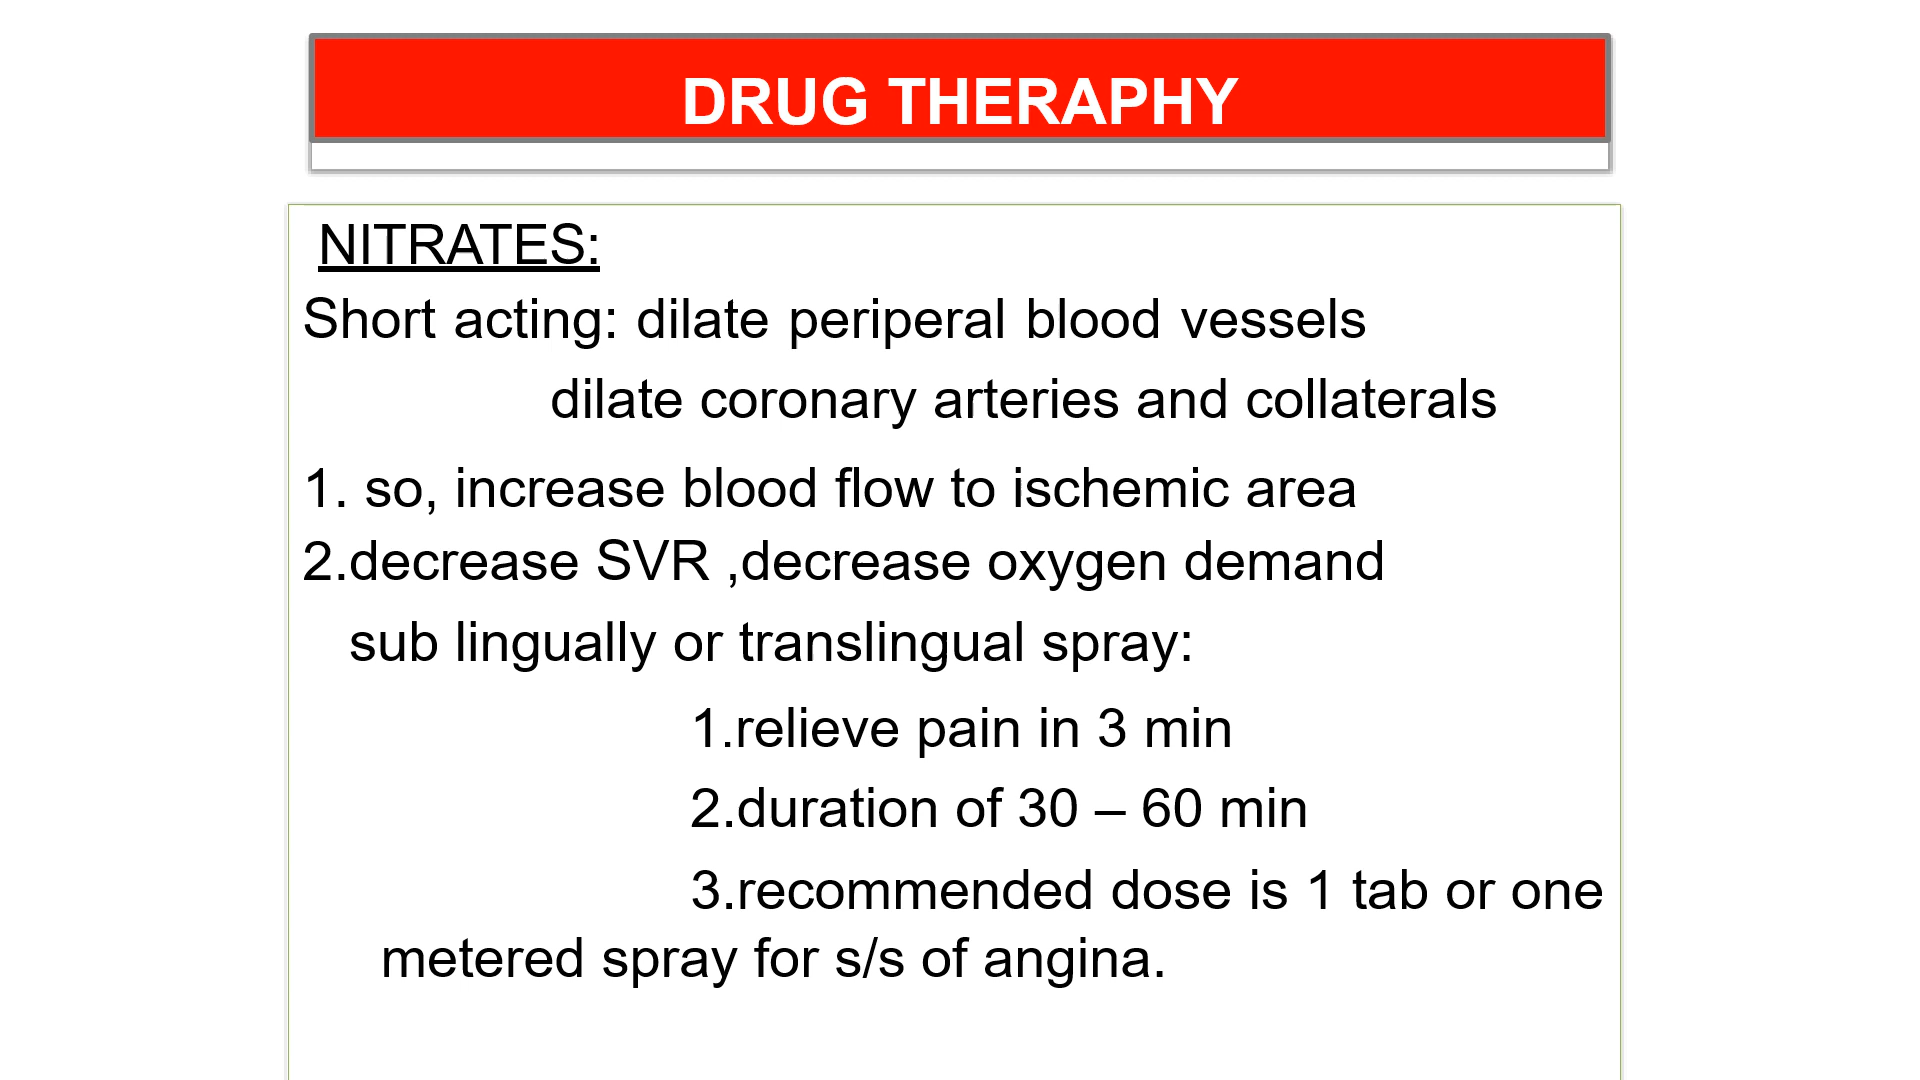 DRUG THERAPHY
NITRATES:
Short acting: dilate periperal blood vessels
dilate coronary arteries and collaterals
1. so, increase blood flow to ischemic area
2.decrease SVR ,decrease oxygen demand
sub lingually or translingual spray:
1.relieve pain in 3 min
2.duration of 30 – 60 min
3.recommended dose is 1 tab or one
metered spray for s/s of angina.